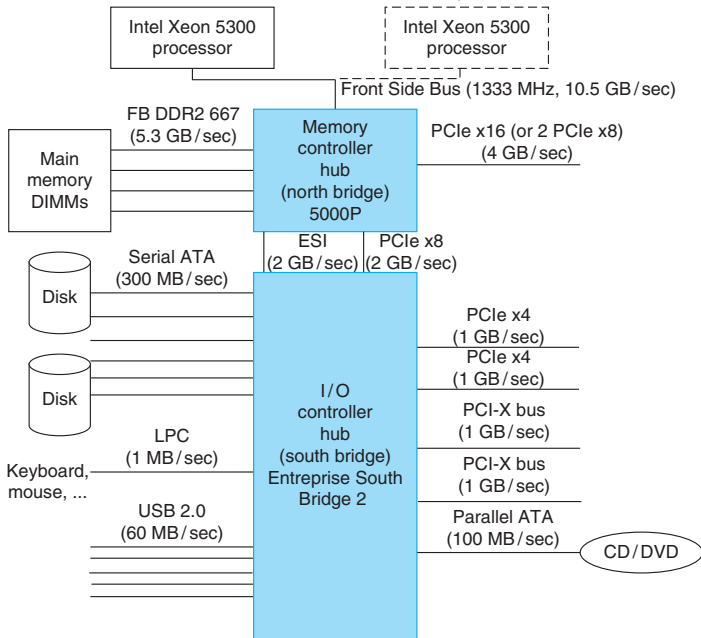 Intel Xeon 5300
processor
Intel Xeon 5300
processor
Front Side Bus (1333 MHz, 10.5 GB/sec)
FB DDR2 667
(5.3 GB/sec)
Main
memory
DIMMs
Memory
controller
hub
(north bridge)
5000P
PCIe x16 (or 2 PCIe x8)
(4 GB/sec)
ESI
(2 GB/sec)
PCIe x8
(2 GB/sec)
Serial ATA
(300 MB/sec)
Disk
Disk
LPC
(1 MB/sec)
Keyboard,
mouse, ...
USB 2.0
(60 MB/sec)
I/O
controller
hub
(south bridge)
Entreprise South
Bridge 2
PCIe x4
(1 GB/sec)
PCIe x4
(1 GB/sec)
PCI-X bus
(1 GB/sec)
PCI-X bus
(1 GB/sec)
Parallel ATA
(100 MB/sec)
CD/DVD